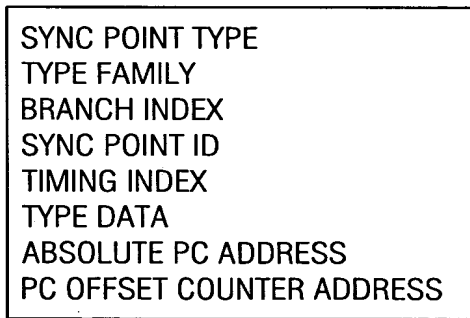 SYNC POINT TYPE
TYPE FAMILY
BRANCH INDEX
SYNC POINT ID
TIMING INDEX
TYPE DATA
ABSOLUTE PC ADDRESS
PC OFFSET COUNTER ADDRESS